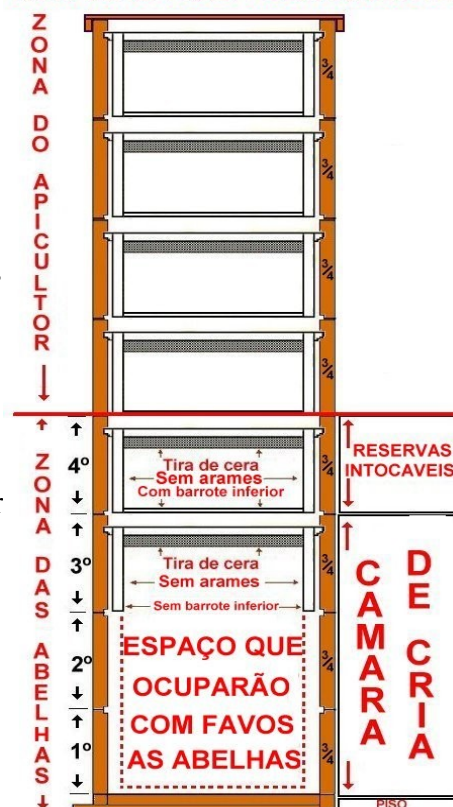 ZONA DO APICULTOR
3/4
3/4
3/4
3/4
ZONA DAS ABELHAS
4º
Tira de cera
Sem arames
Com barrote inferior
3/4
RESERVAS
INTOCAVEIS
3º
Tira de cera
Sem arames
Sem barrote inferior
3/4
CAMARA
DE CRIA
2º
ESPAÇO QUE
OCUPARÃO
3/4
1º
COM FAVOS
AS ABELHAS
3/4
PISO